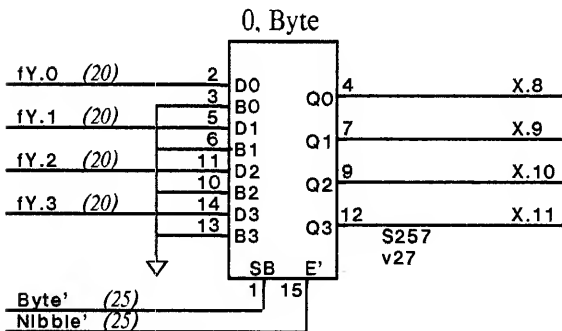 0, Byte
fY.0 (20) 2 D0
3 B0 Q0 4 X.8
fY.1 (20) 5 D1
6 B1 Q1 7 X.9
fY.2 (20) 11 D2
10 B2 Q2 9 X.10
fY.3 (20) 14 D3
13 B3 Q3 12 X.11
S257
v27
SB E'
1 15
Byte' (25)
Nibble' (25)